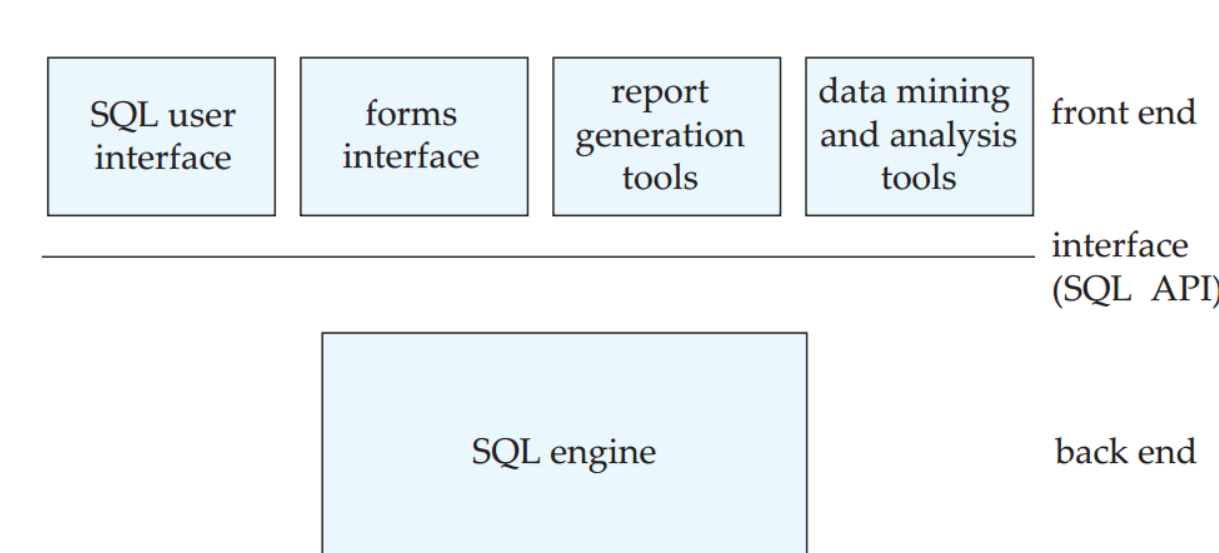 SQL user
interface
forms
interface
report
generation
tools
data mining
and analysis
tools
front end
interface
(SQL API)
SQL engine
back end